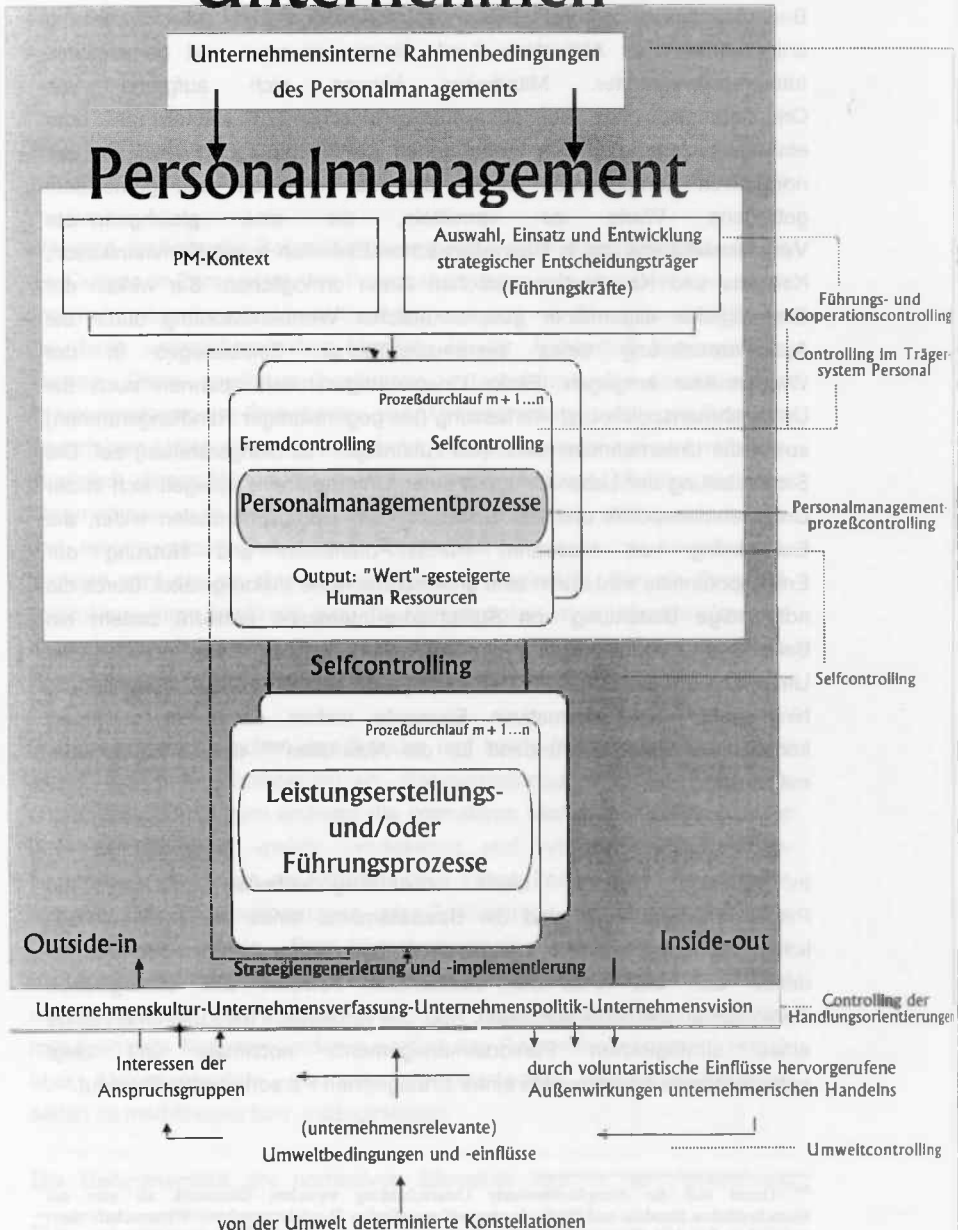 Unternehmen
Unternehmensinterne Rahmenbedingungen
des Personalmanagements
Personalmanagement
PM-Kontext
Auswahl, Einsatz und Entwicklung
strategischer Entscheidungsträger
(Führungskräfte)
Führungs- und
Kooperationscontrolling
Controlling im Träger-
system Personal
Prozeßdurchlauf m + 1...n
Fremdcontrolling
Selfcontrolling
Personalmanagementprozesse
Personalmanagement-
prozeßcontrolling
Output: "Wert"-gesteigerte
Human Ressourcen
Selfcontrolling
Selfcontrolling
Prozeßdurchlauf m + 1...n
Leistungserstellungs-
und/oder
Führungsprozesse
Outside-in
Inside-out
Strategiengenerierung und -implementierung
Unternehmenskultur-Unternehmensverfassung-Unternehmenspolitik-Unternehmensvision
Controlling der
Handlungsorientierungen
Interessen der
Anspruchsgruppen
durch voluntaristische Einflüsse hervorgerufene
Außenwirkungen unternehmerischen Handelns
(unternehmensrelevante)
Umweltbedingungen und -einflüsse
Umweltcontrolling
von der Umwelt determinierte Konstellationen